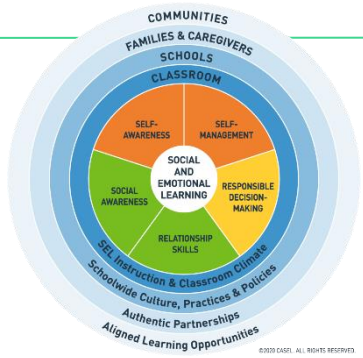 COMMUNITIES
FAMILIES & CAREGIVERS
SCHOOLS
CLASSROOM
SELF-
AWARENESS
SELF-
MANAGEMENT
SOCIAL
AND
EMOTIONAL
LEARNING
SOCIAL
AWARENESS
RESPONSIBLE
DECISION-
MAKING
RELATIONSHIP
SKILLS
SEL Instruction & Classroom Climate
Schoolwide Culture, Practices & Policies
Authentic Partnerships
Aligned Learning Opportunities
©2020 CASEL. ALL RIGHTS RESERVED.